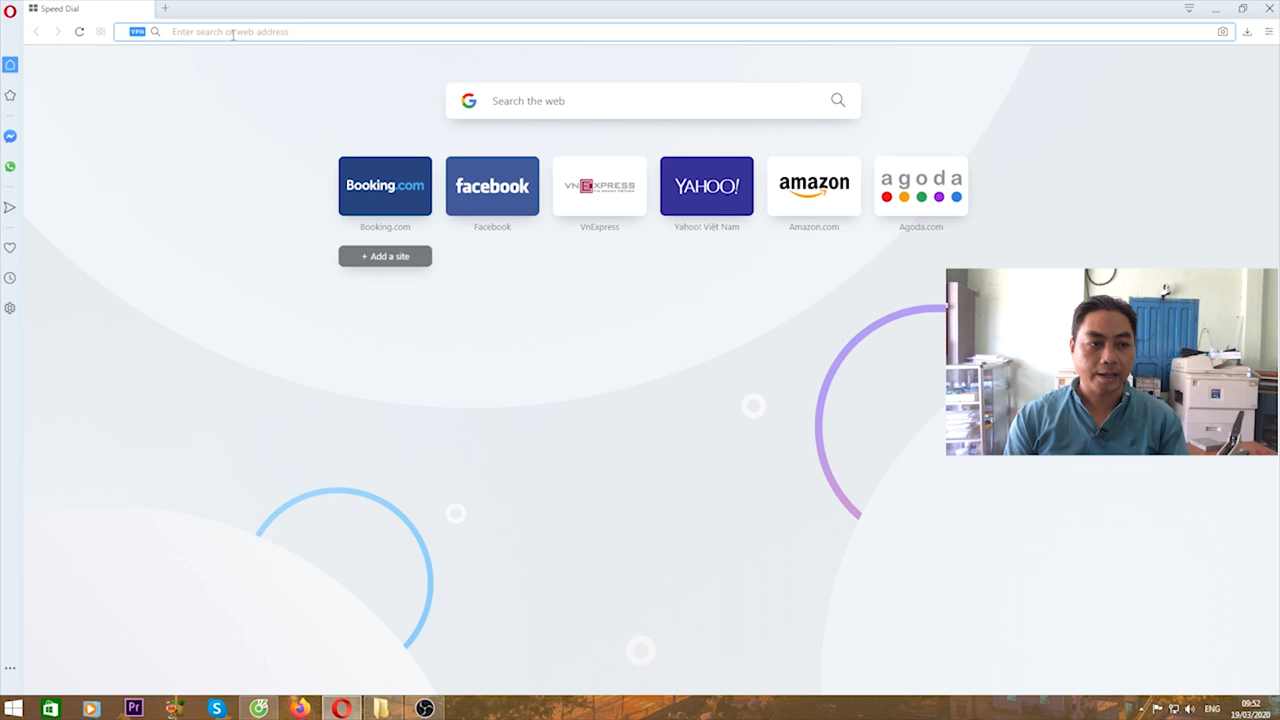 Speed Dial
VPN
Enter search or web address
Search the web
Booking.com
facebook
VNEXPRESS
YAHOO!
amazon
agoda
Booking.com
Facebook
VnExpress
Yahoo! Việt Nam
Amazon.com
Agoda.com
+ Add a site
Pr
ENG
09:52
19/03/2020